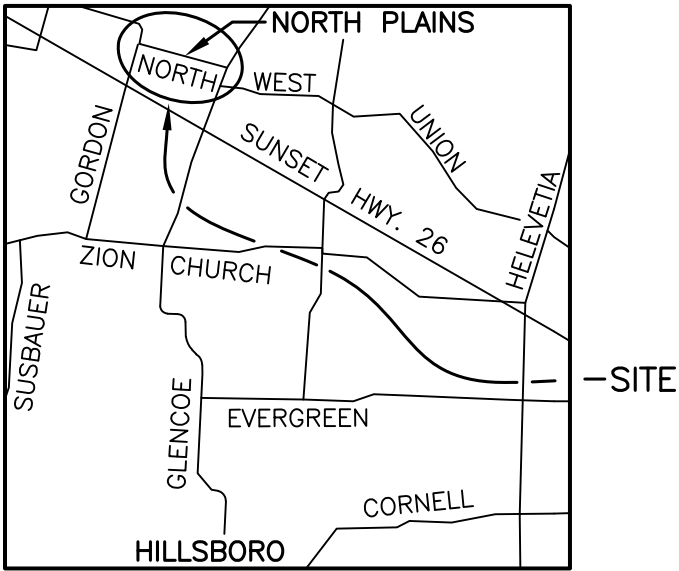 NORTH PLAINS
NORTH
WEST
UNION
GORDON
SUNSET
HWY. 26
HELEVETIA
ZION
CHURCH
SUSBAUER
SITE
GLENCOE
EVERGREEN
CORNELL
HILLSBORO